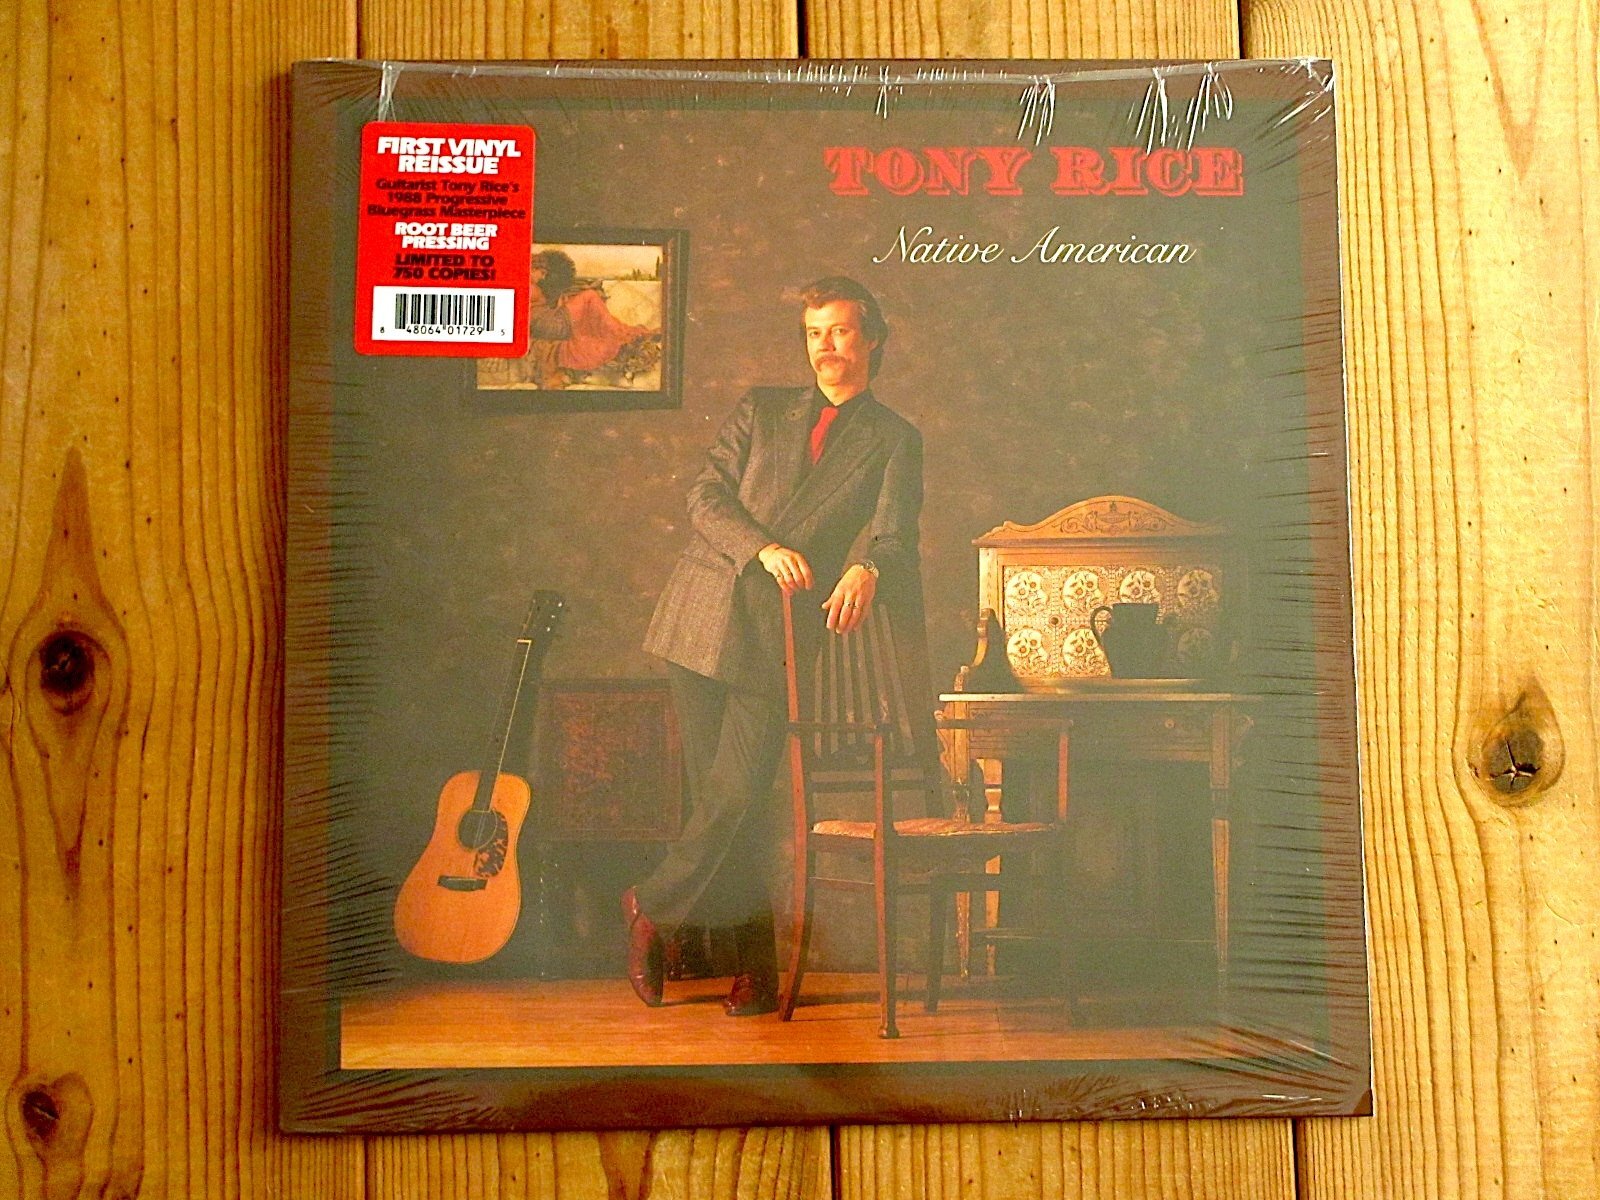 FIRST VINYL
REISSUE
Guitarist Tony Rice's
1988 Progressive
Bluegrass Masterpiece
ROOT BEER
PRESSING
LIMITED TO
750 COPIES!
8 48064 01729 5
TONY RICE
Native American